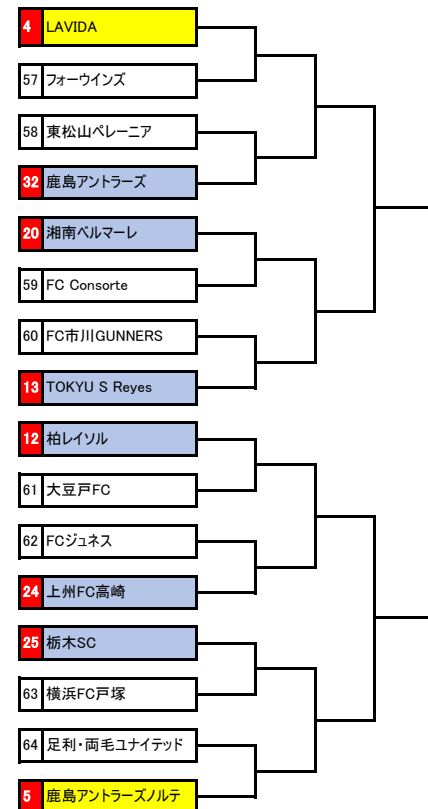 4 LAVIDA
57 フォーウインズ
58 東松山ペレーニア
32 鹿島アントラーズ
20 湘南ベルマーレ
59 FC Consorte
60 FC市川GUNNERS
13 TOKYU S Reyes
12 柏レイソル
61 大豆戸FC
62 FCジュネス
24 上州FC高崎
25 栃木SC
63 横浜FC戸塚
64 足利・両毛ユナイテッド
5 鹿島アントラーズノルテ